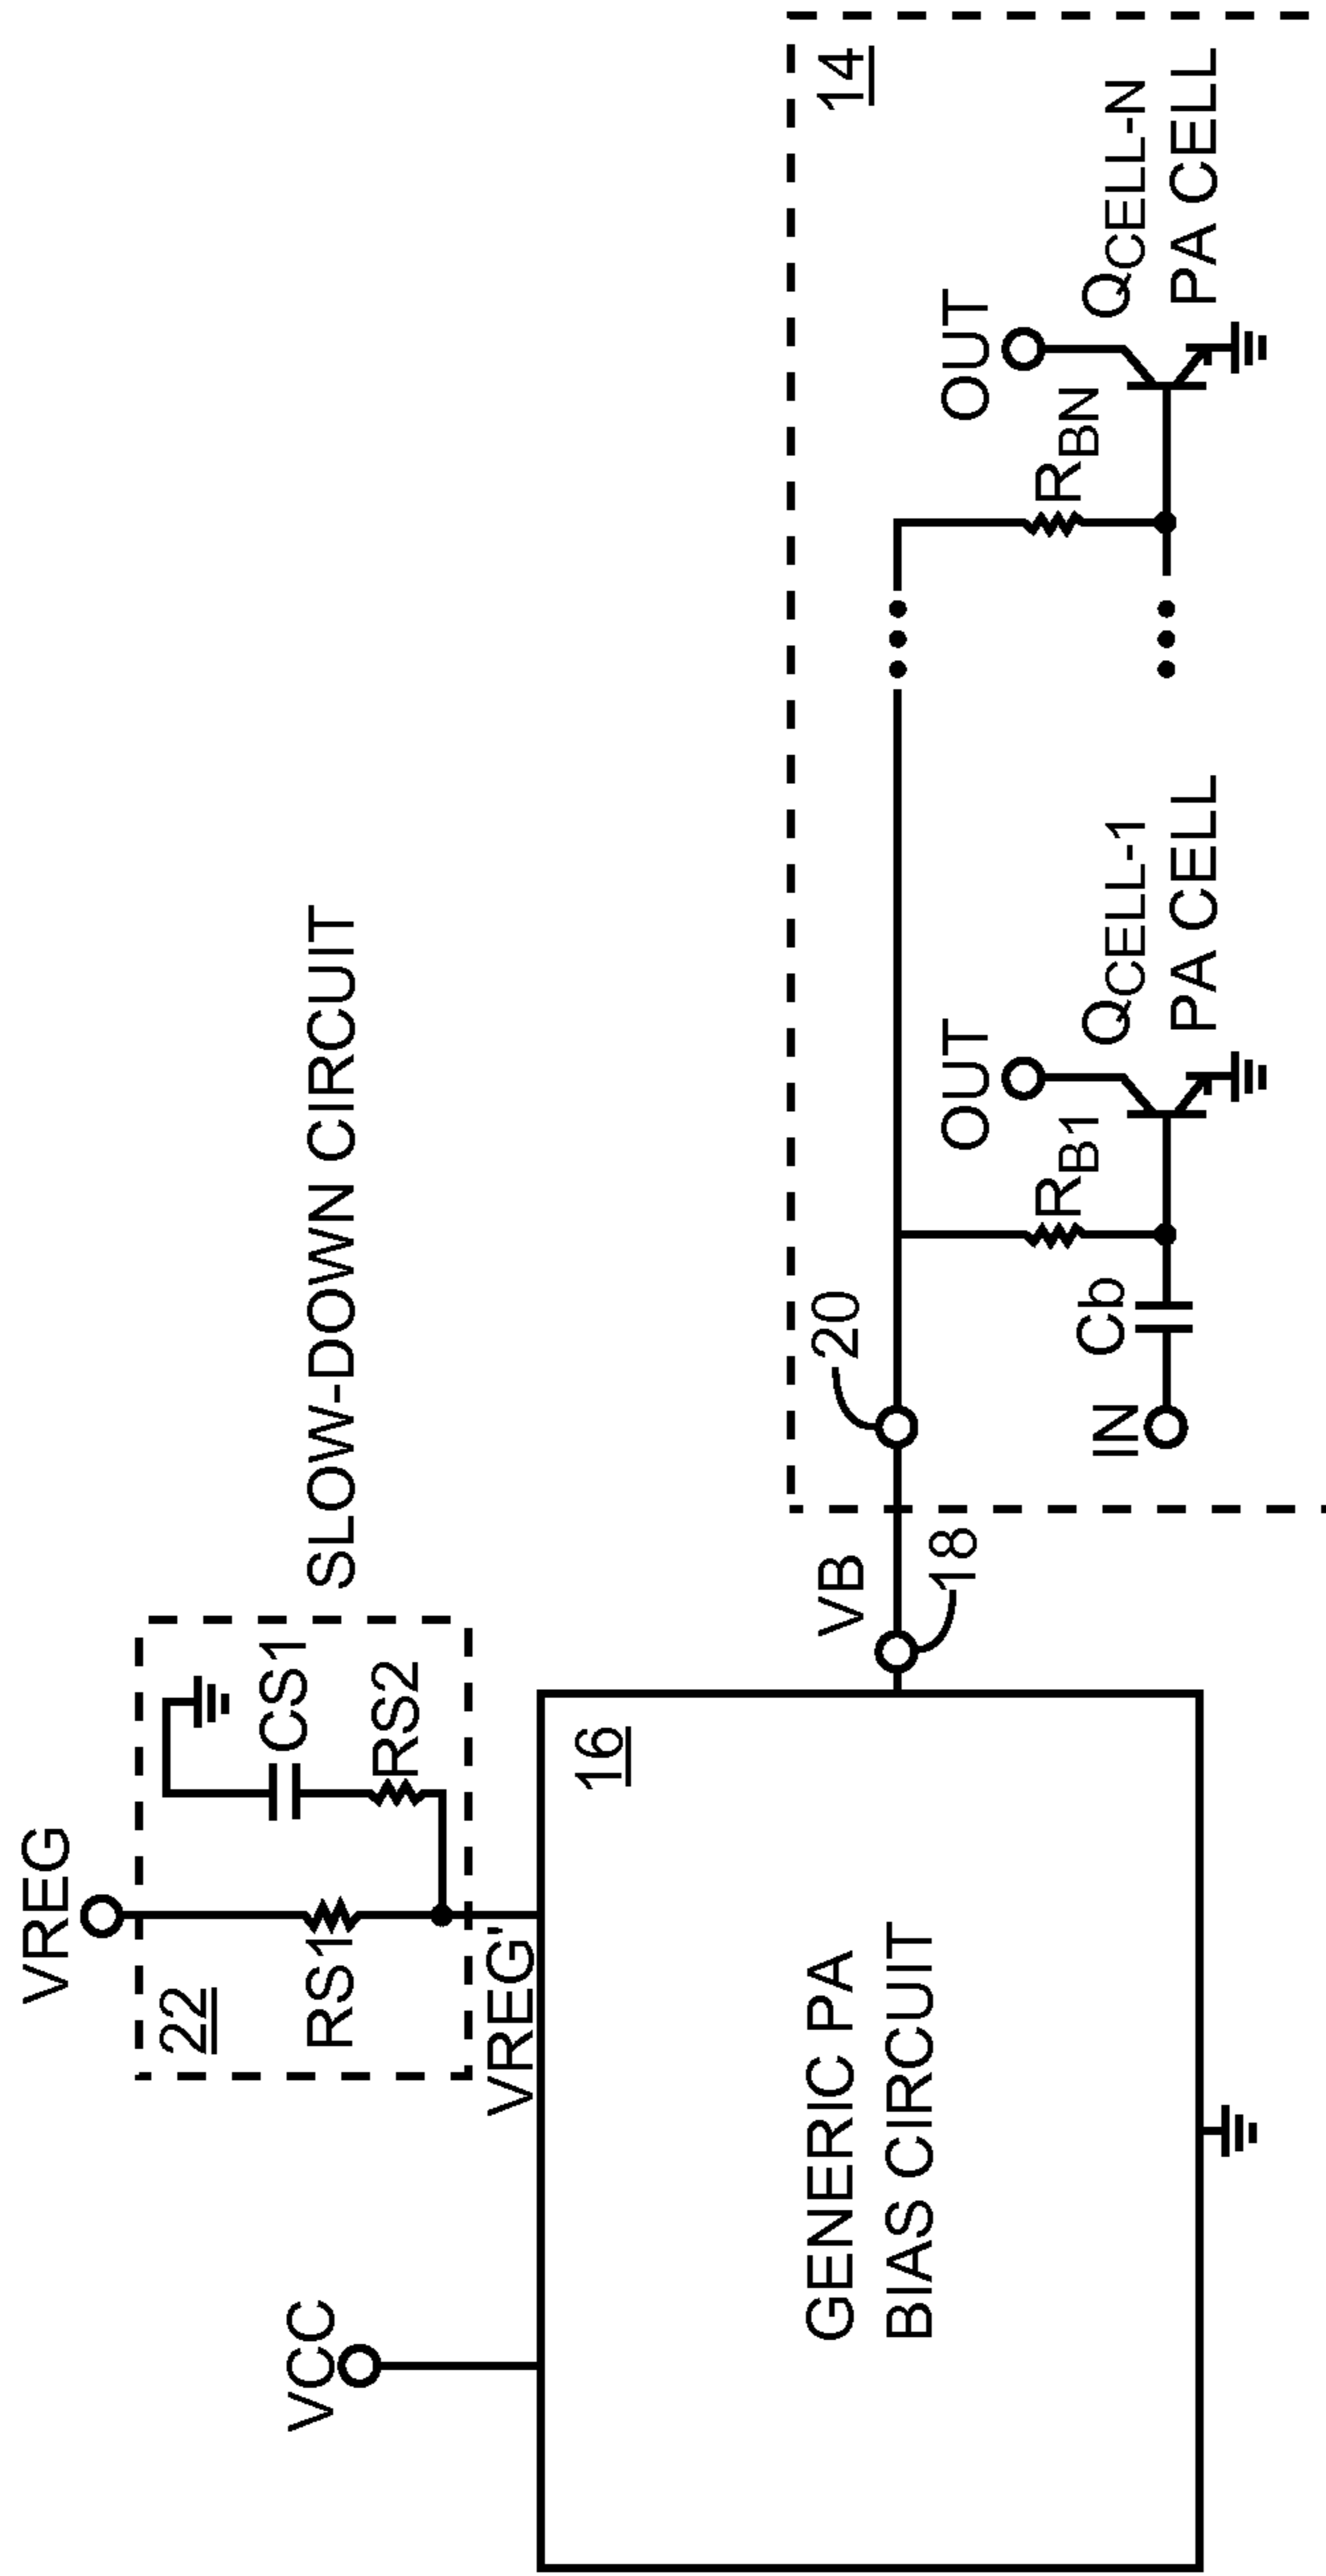 VREG
22
RS1
CS1
RS2
SLOW-DOWN CIRCUIT
VCC
VREG'
16
GENERIC PA
BIAS CIRCUIT
VB
18
20
14
IN
Cb
RB1
OUT
QCELL-1
PA CELL
RBN
OUT
QCELL-N
PA CELL